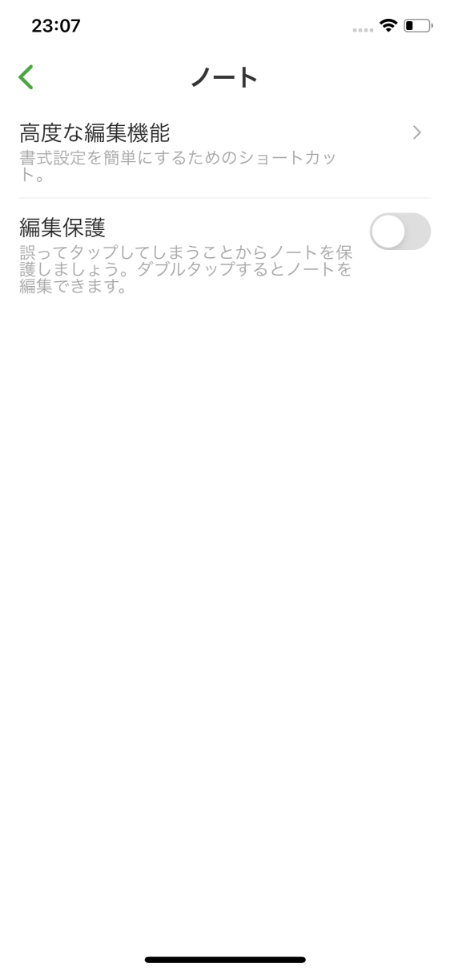 23:07
ノート
高度な編集機能
書式設定を簡単にするためのショートカッ
ト。
編集保護
誤ってタップしてしまうことからノートを保
護しましょう。ダブルタップするとノートを
編集できます。